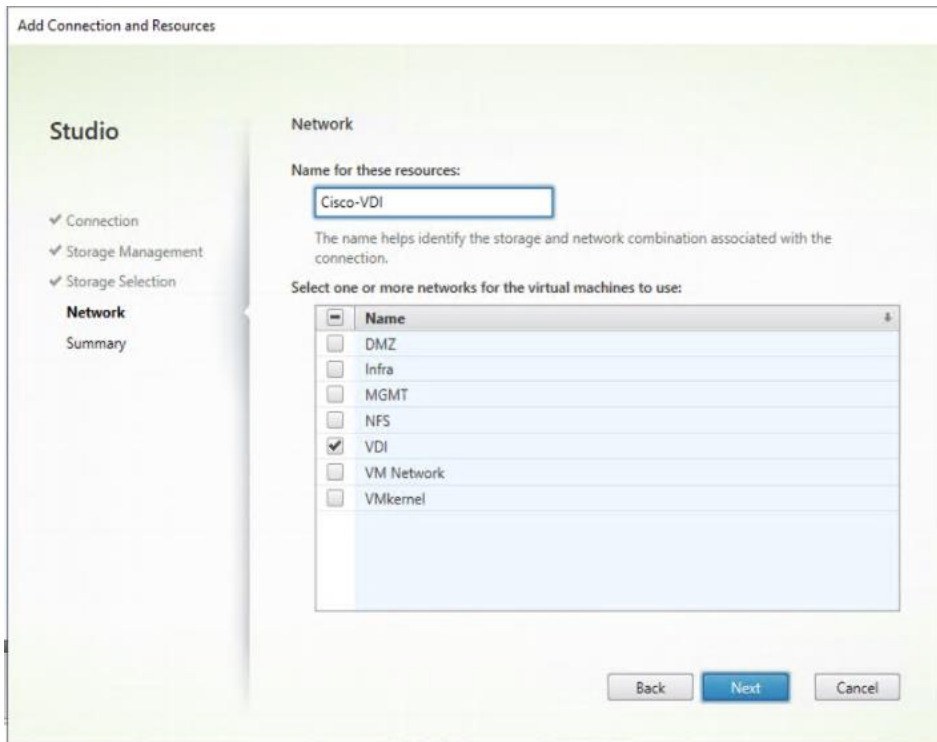 Add Connection and Resources
Studio
Connection
Storage Management
Storage Selection
Network
Summary
Network
Name for these resources:
Cisco-VDI
The name helps identify the storage and network combination associated with the
connection.
Select one or more networks for the virtual machines to use:
Name
DMZ
Infra
MGMT
NFS
VDI
VM Network
VMkernel
Back
Next
Cancel